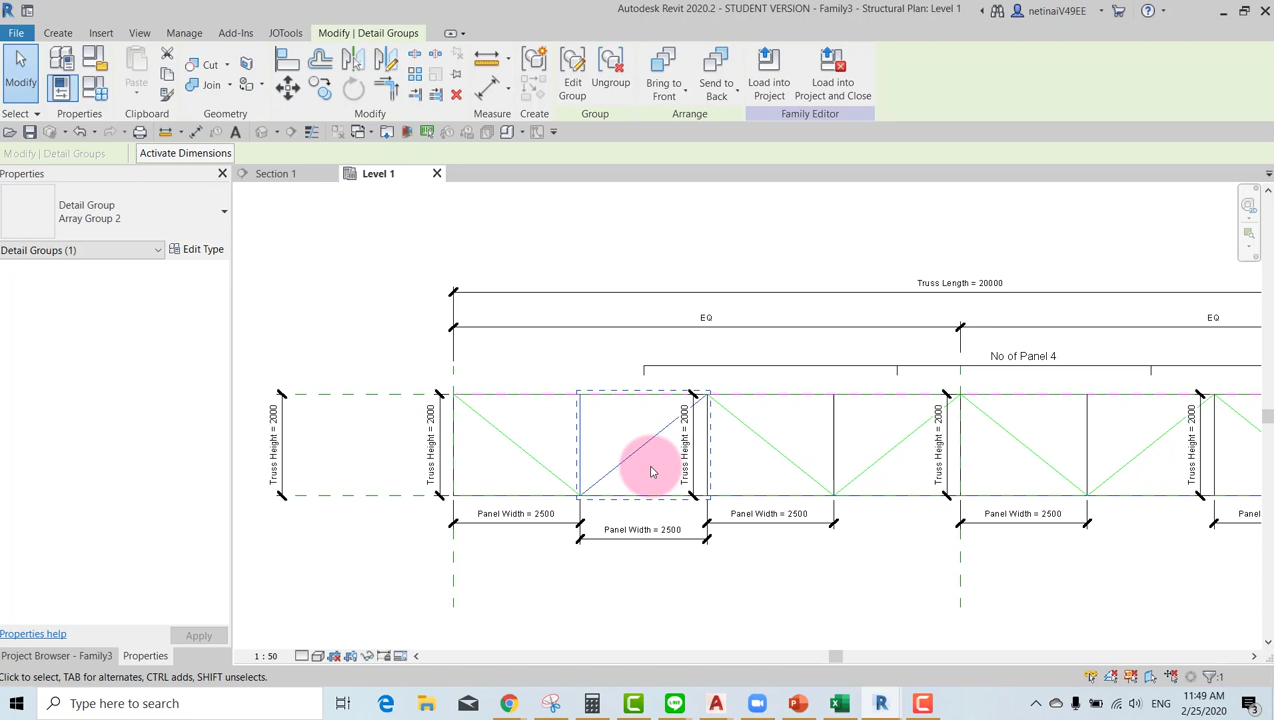 Autodesk Revit 2020.2 - STUDENT VERSION - Family3 - Structural Plan: Level 1
netinaiV49EE
File Create Insert View Manage Add-Ins JOTools Modify | Detail Groups
Modify
Paste
Cut
Join
Edit
Group
Ungroup
Bring to
Front
Send to
Back
Load into
Project
Load into
Project and Close
Select Properties Clipboard Geometry Modify Measure Create Group Arrange Family Editor
Modify | Detail Groups Activate Dimensions
Properties
Section 1
Level 1
Detail Group
Array Group 2
Detail Groups (1)
Edit Type
Truss Length = 20000
EQ
EQ
No of Panel 4
Truss Height = 2000
Truss Height = 2000
Truss Height = 2000
Truss Height = 2000
Truss Height = 2000
Panel Width = 2500
Panel Width = 2500
Panel Width = 2500
Panel Width = 2500
Panel
Properties help
Apply
Project Browser - Family3
Properties
1 : 50
Click to select, TAB for alternates, CTRL adds, SHIFT unselects.
:1
Type here to search
ENG
11:49 AM
2/25/2020
3